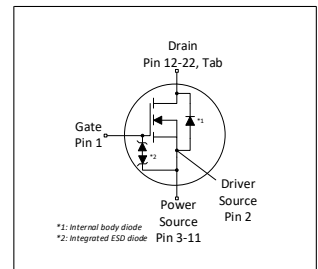 Drain
Pin 12-22, Tab
*1
Gate
Pin 1
*2
Driver
Source
Pin 2
Power
Source
Pin 3-11
*1: Internal body diode
*2: Integrated ESD diode